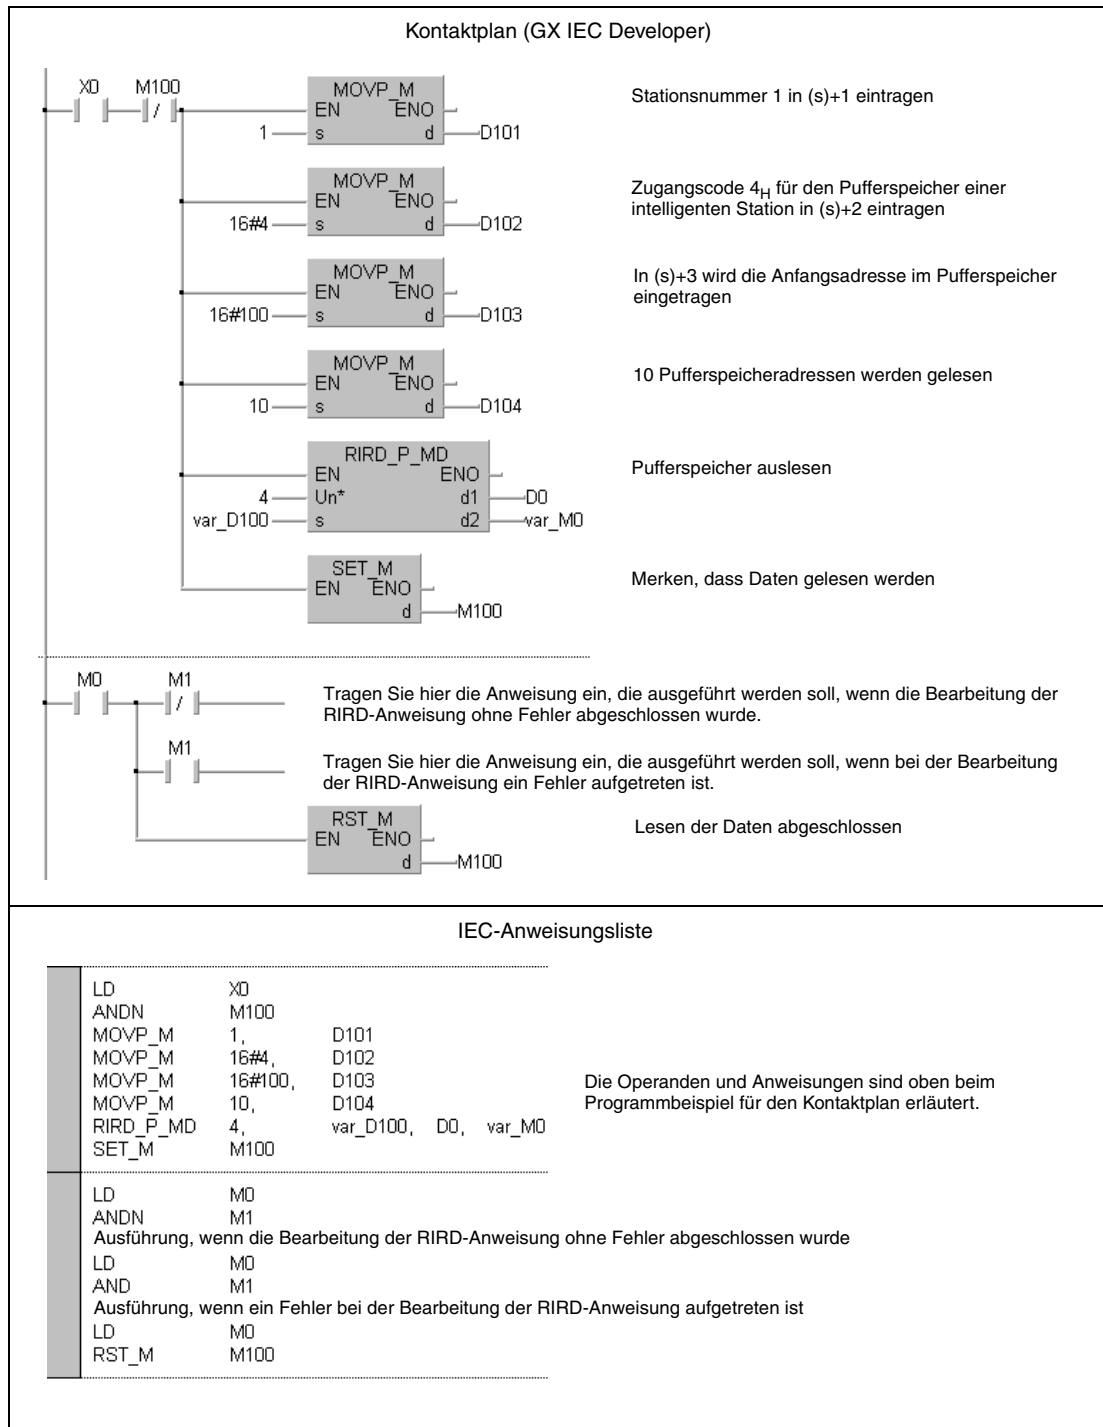 Kontaktplan (GX IEC Developer)
X0 M100
MOVP_M
EN ENO
1 s d D101
Stationsnummer 1 in (s)+1 eintragen
MOVP_M
EN ENO
16#4 s d D102
Zugangscode 4H für den Pufferspeicher einer
intelligenten Station in (s)+2 eintragen
MOVP_M
EN ENO
16#100 s d D103
In (s)+3 wird die Anfangsadresse im Pufferspeicher
eingetragen
MOVP_M
EN ENO
10 s d D104
10 Pufferspeicheradressen werden gelesen
RIRD_P_MD
EN ENO
4 Un* d1 D0
var_D100 s d2 var_M0
Pufferspeicher auslesen
SET_M
EN ENO
d M100
Merken, dass Daten gelesen werden
M0 M1
Tragen Sie hier die Anweisung ein, die ausgeführt werden soll, wenn die Bearbeitung der
RIRD-Anweisung ohne Fehler abgeschlossen wurde.
M1
Tragen Sie hier die Anweisung ein, die ausgeführt werden soll, wenn bei der Bearbeitung
der RIRD-Anweisung ein Fehler aufgetreten ist.
RST_M
EN ENO
d M100
Lesen der Daten abgeschlossen
IEC-Anweisungsliste
LD X0
ANDN M100
MOVP_M 1, D101
MOVP_M 16#4, D102
MOVP_M 16#100, D103
MOVP_M 10, D104
RIRD_P_MD 4, var_D100, D0, var_M0
SET_M M100
Die Operanden und Anweisungen sind oben beim
Programmbeispiel für den Kontaktplan erläutert.
LD M0
ANDN M1
Ausführung, wenn die Bearbeitung der RIRD-Anweisung ohne Fehler abgeschlossen wurde
LD M0
AND M1
Ausführung, wenn ein Fehler bei der Bearbeitung der RIRD-Anweisung aufgetreten ist
LD M0
RST_M M100